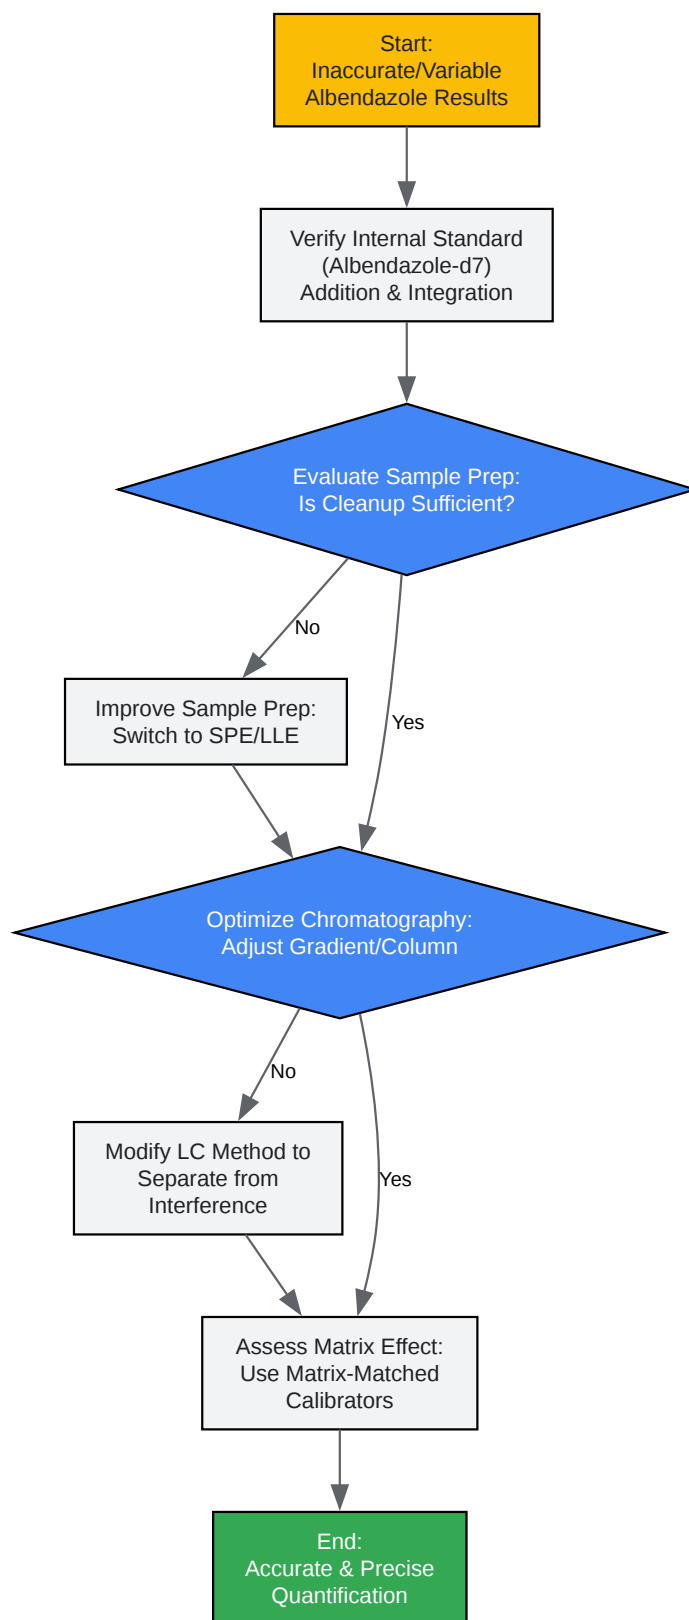 Start:
Inaccurate/Variable
Albendazole Results
Verify Internal Standard
(Albendazole-d7)
Addition & Integration
Evaluate Sample Prep:
Is Cleanup Sufficient?
No
Improve Sample Prep:
Switch to SPE/LLE
Yes
Optimize Chromatography:
Adjust Gradient/Column
No
Modify LC Method to
Separate from
Interference
Yes
Assess Matrix Effect:
Use Matrix-Matched
Calibrators
End:
Accurate & Precise
Quantification